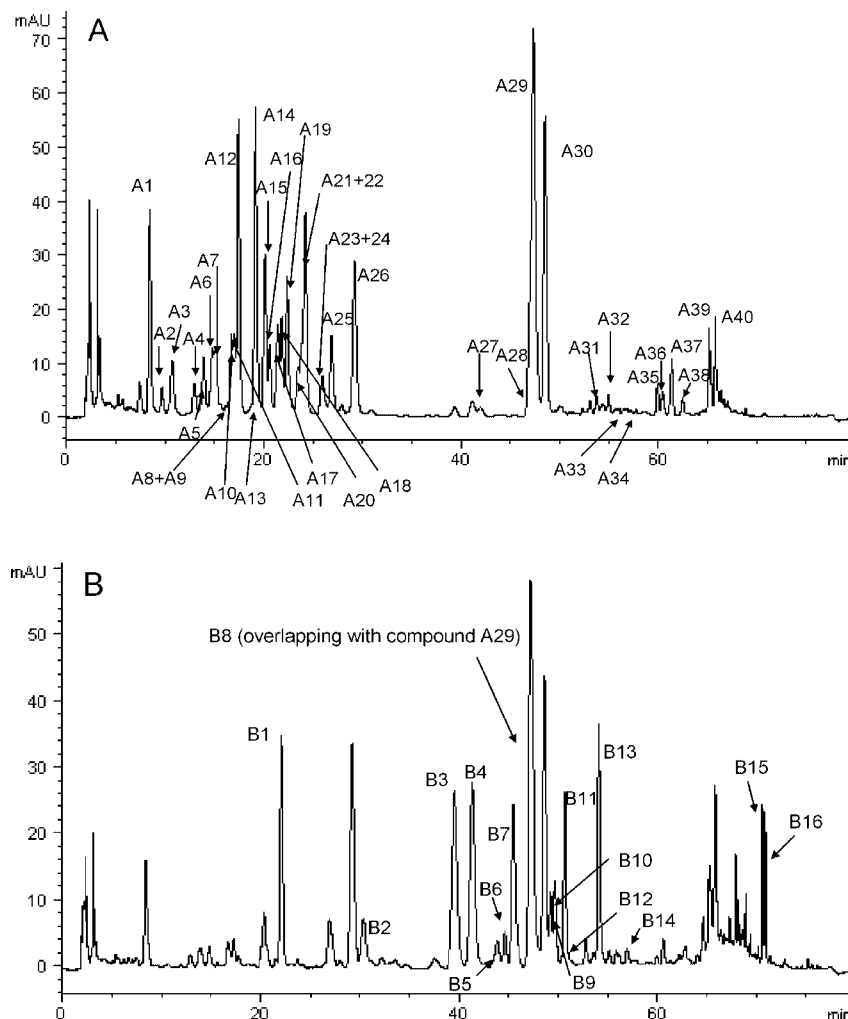 mAU
A
70
60
50
40
30
20
10
0
A1
A2
A3
A4
A5
A6
A7
A8+A9
A10
A13
A11
A12
A14
A15
A16
A19
A21+22
A23+24
A17
A20
A18
A25
A26
A27
A28
A29
A30
A31
A32
A33
A34
A35
A36
A37
A38
A39
A40
0
20
40
60
min
mAU
B
50
40
30
20
10
0
B8 (overlapping with compound A29)
B1
B2
B3
B4
B5
B6
B7
B9
B10
B11
B12
B13
B14
B15
B16
0
20
40
60
min